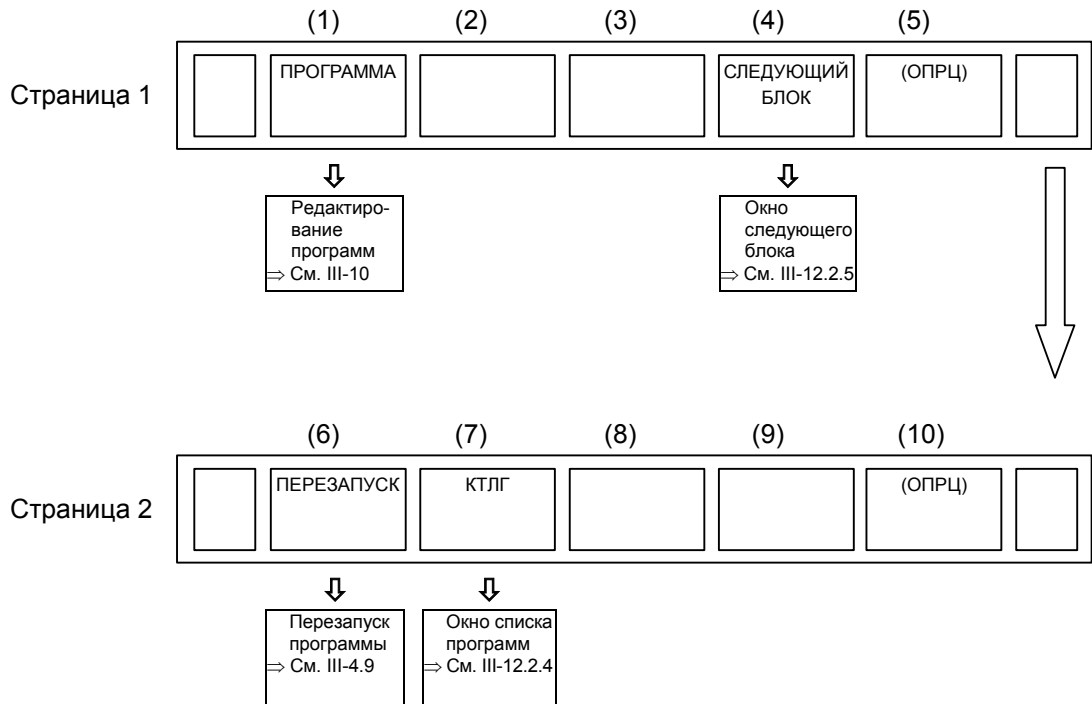 (1) (2) (3) (4) (5)
Страница 1
ПРОГРАММА
СЛЕДУЮЩИЙ
БЛОК
(ОПРЦ)
Редактиро-
вание
программ
⇒ См. III-10
Окно
следующего
блока
⇒ См. III-12.2.5
(6) (7) (8) (9) (10)
Страница 2
ПЕРЕЗАПУСК
КТЛГ
(ОПРЦ)
Перезапуск
программы
⇒ См. III-4.9
Окно списка
программ
⇒ См. III-12.2.4